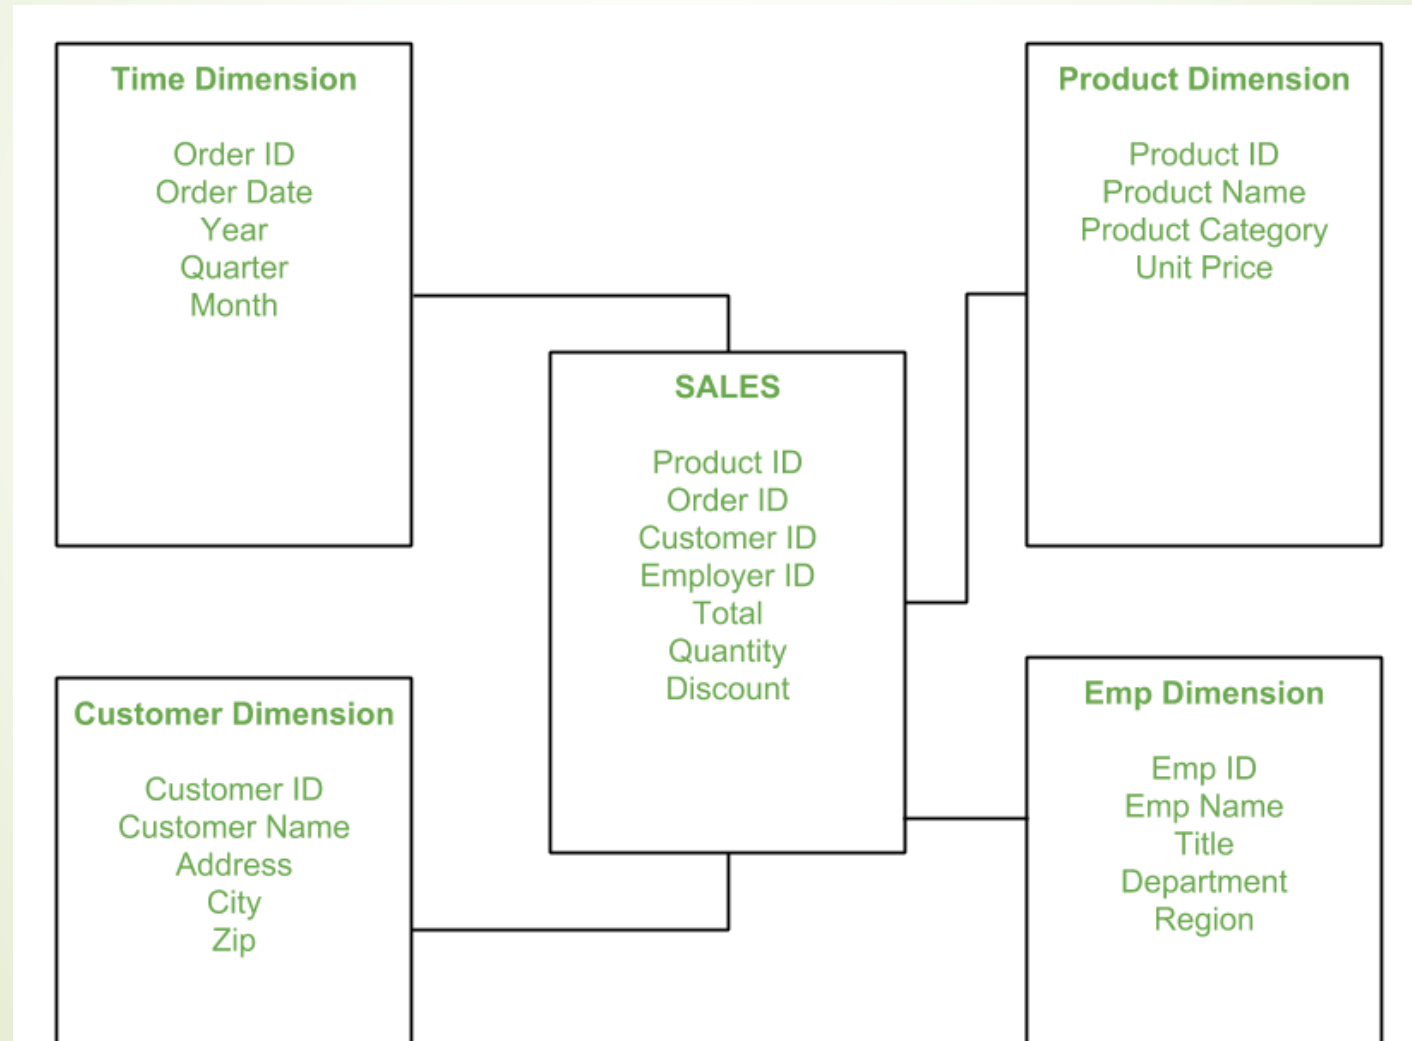 Time Dimension
Order ID
Order Date
Year
Quarter
Month
Product Dimension
Product ID
Product Name
Product Category
Unit Price
SALES
Product ID
Order ID
Customer ID
Employer ID
Total
Quantity
Discount
Customer Dimension
Customer ID
Customer Name
Address
City
Zip
Emp Dimension
Emp ID
Emp Name
Title
Department
Region